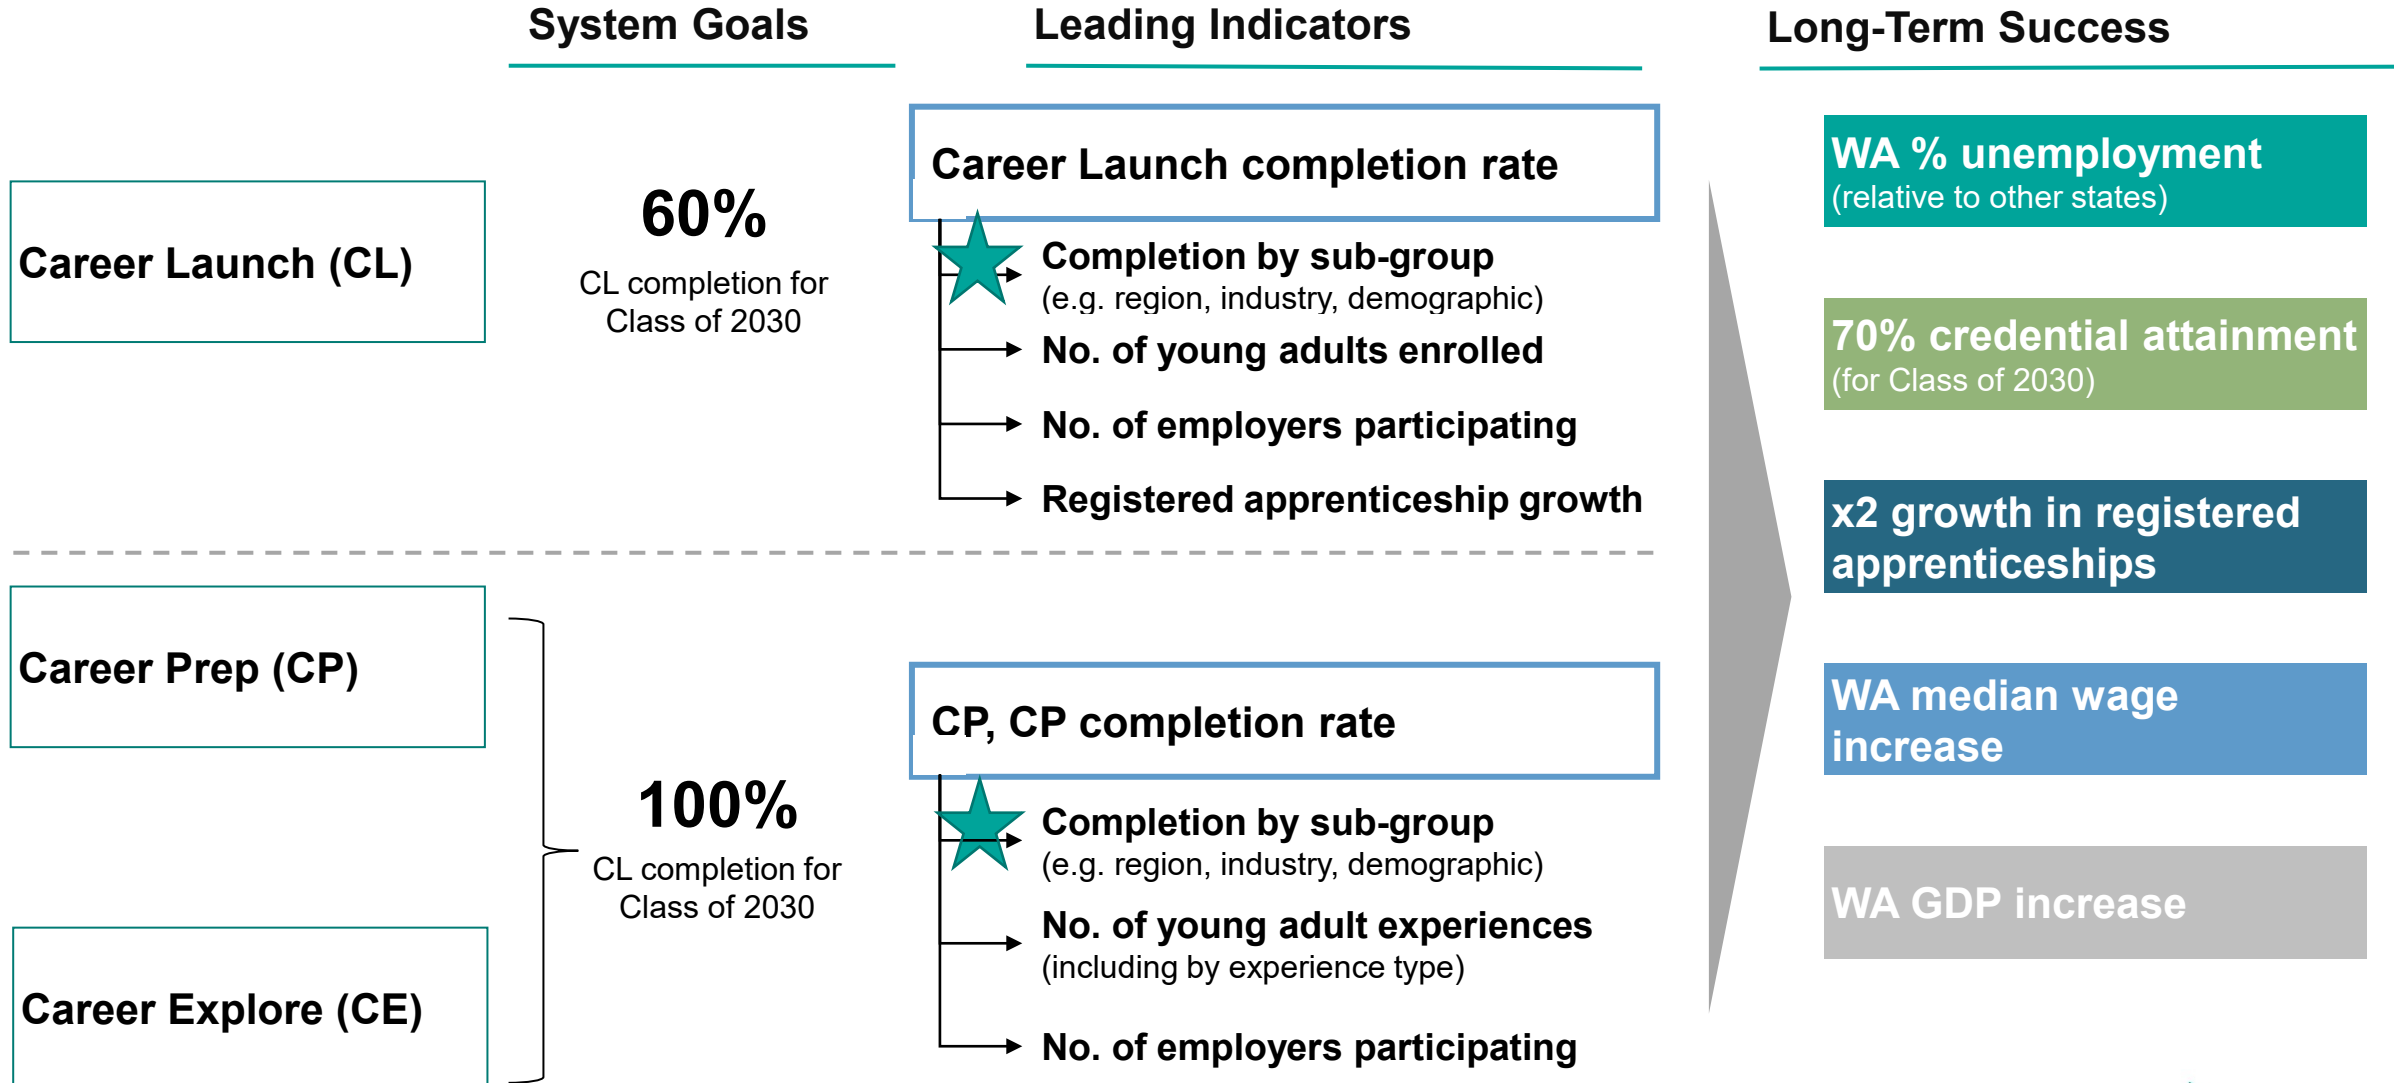 System Goals
Leading Indicators
Long-Term Success
Career Launch (CL)
60%
CL completion for
Class of 2030
Career Launch completion rate
Completion by sub-group
(e.g. region, industry, demographic)
No. of young adults enrolled
No. of employers participating
Registered apprenticeship growth
Career Prep (CP)
Career Explore (CE)
100%
CL completion for
Class of 2030
CP, CP completion rate
Completion by sub-group
(e.g. region, industry, demographic)
No. of young adult experiences
(including by experience type)
No. of employers participating
WA % unemployment
(relative to other states)
70% credential attainment
(for Class of 2030)
x2 growth in registered
apprenticeships
WA median wage
increase
WA GDP increase